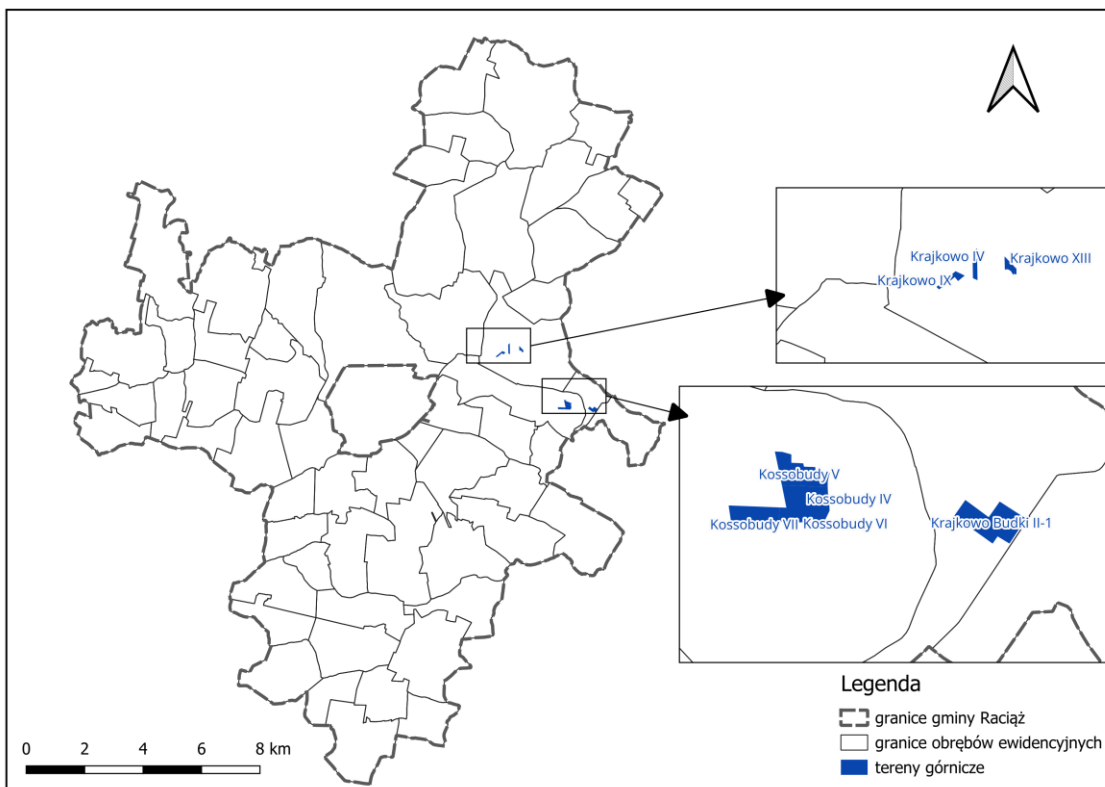 Krajkowo IV
Krajkowo XIII
Krajkowo IX
Kossobudy V
Kossobudy IV
Kossobudy VII Kossobudy VI
Krajkowo Budki II-1
Legenda
granice gminy Raciąż
granice obrębów ewidencyjnych
tereny górnicze
0 2 4 6 8 km